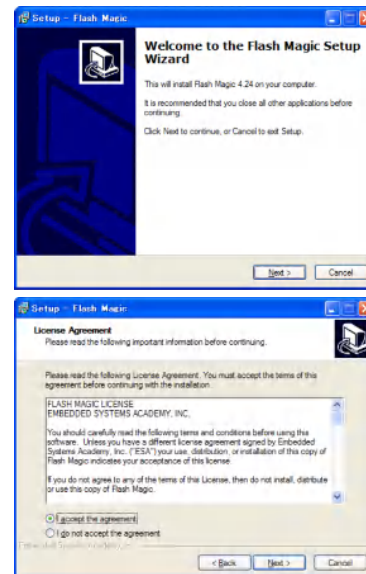 Setup - Flash Magic
Welcome to the Flash Magic Setup
Wizard
This will install Flash Magic 4.24 on your computer.
It is recommended that you close all other applications before
continuing.
Click Next to continue, or Cancel to exit Setup.
Next >
Cancel
Setup - Flash Magic
License Agreement
Please read the following important information before continuing.
Please read the following License Agreement. You must accept the terms of this
agreement before continuing with the installation.
FLASH MAGIC LICENSE
EMBEDDED SYSTEMS ACADEMY, INC.
You should carefully read the following terms and conditions before using this
software. Unless you have a different license agreement signed by Embedded
Systems Academy, Inc. ("ESA") your use, distribution, or installation of this copy of
Flash Magic indicates your acceptance of this license.
If you do not agree to any of the terms of this License, then do not install, distribute
or use this copy of Flash Magic.
I accept the agreement
I do not accept the agreement
< Back
Next >
Cancel